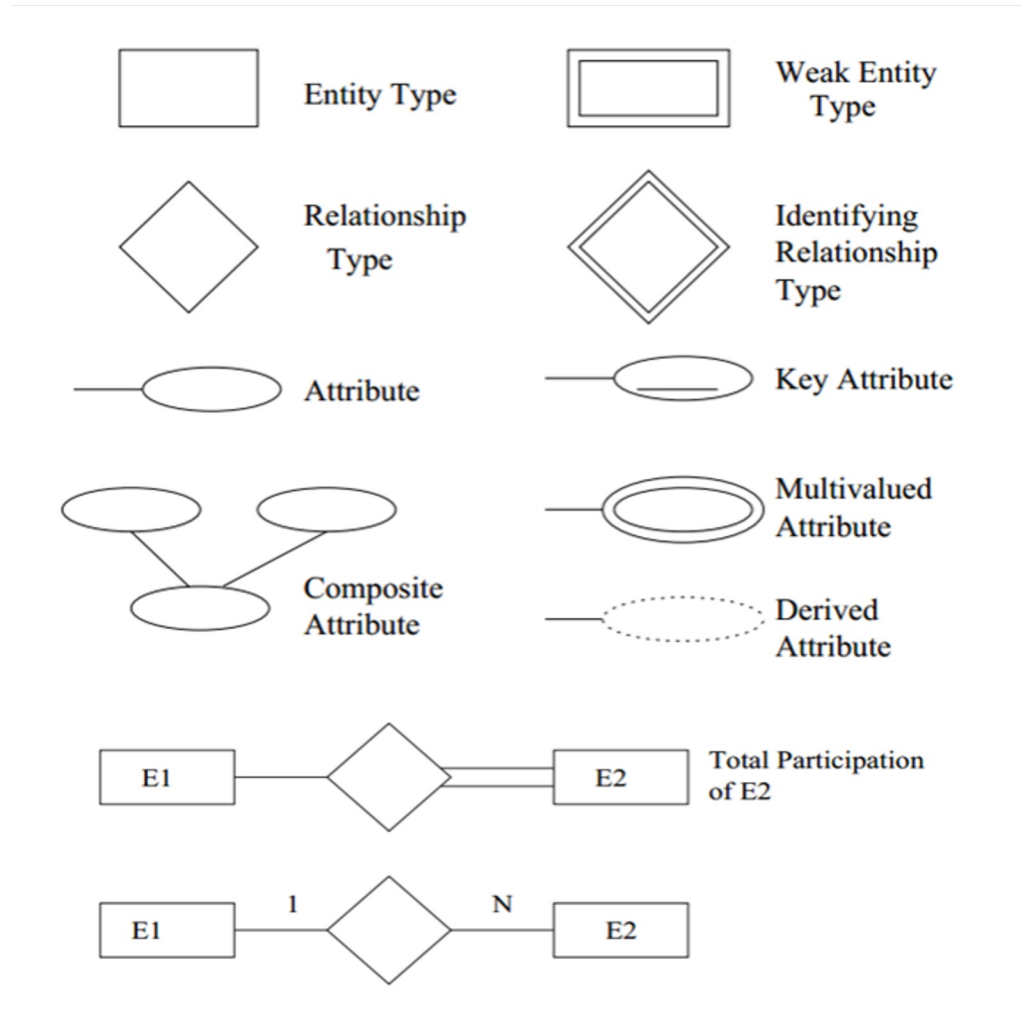 Entity Type
Weak Entity
Type
Relationship
Type
Identifying
Relationship
Type
Attribute
Key Attribute
Composite
Attribute
Multivalued
Attribute
Derived
Attribute
E1
E2
Total Participation
of E2
1
N
E1
E2